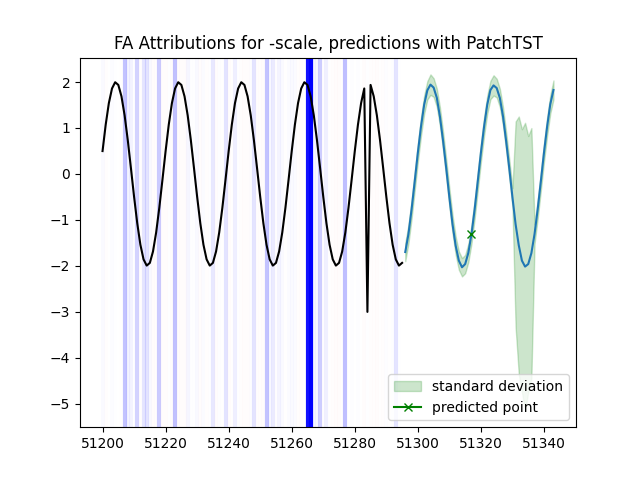 FA Attributions for -scale, predictions with PatchTST
2
1
0
−1
−2
−3
−4
−5
standard deviation
predicted point
51200 51220 51240 51260 51280 51300 51320 51340